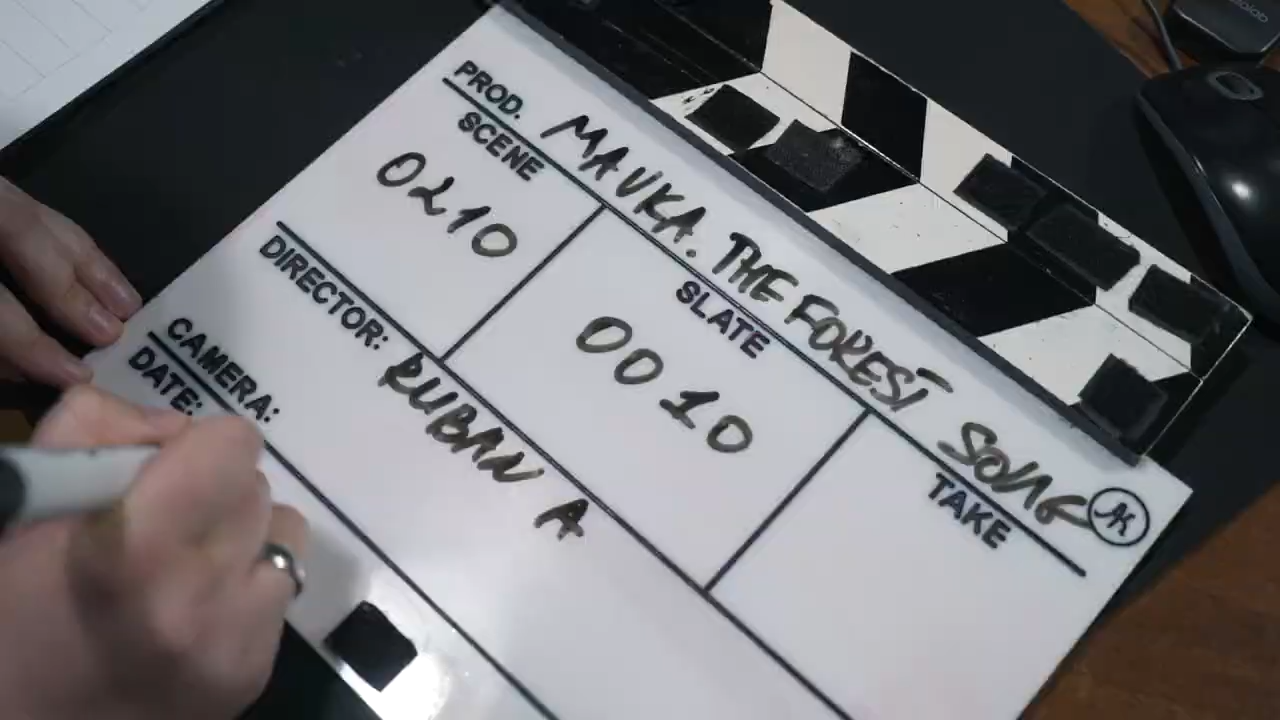 PROD. MAVKA. THE FOREST SONG
SCENE SLATE TAKE
0210 0010
DIRECTOR: RUBAN A
CAMERA:
DATE: